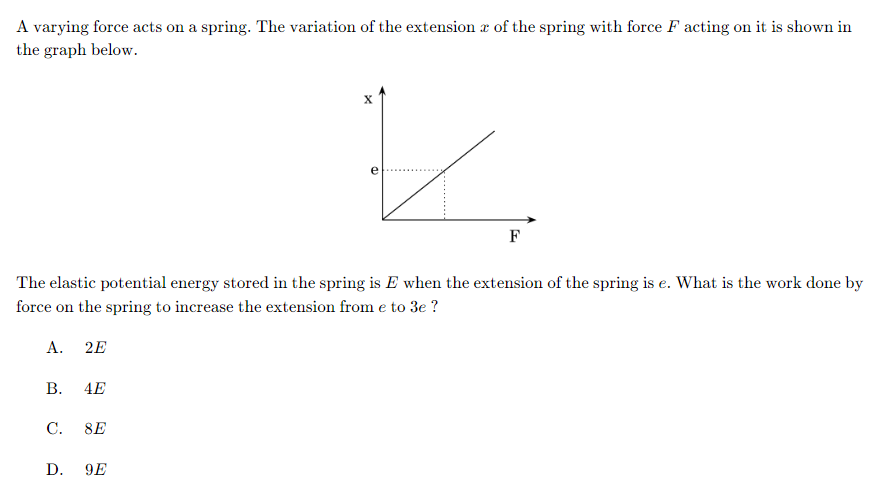 A varying force acts on a spring. The variation of the extension x of the spring with force F acting on it is shown in
the graph below.
x
e
F
The elastic potential energy stored in the spring is E when the extension of the spring is e. What is the work done by
force on the spring to increase the extension from e to 3e ?
A. 2E
B. 4E
C. 8E
D. 9E